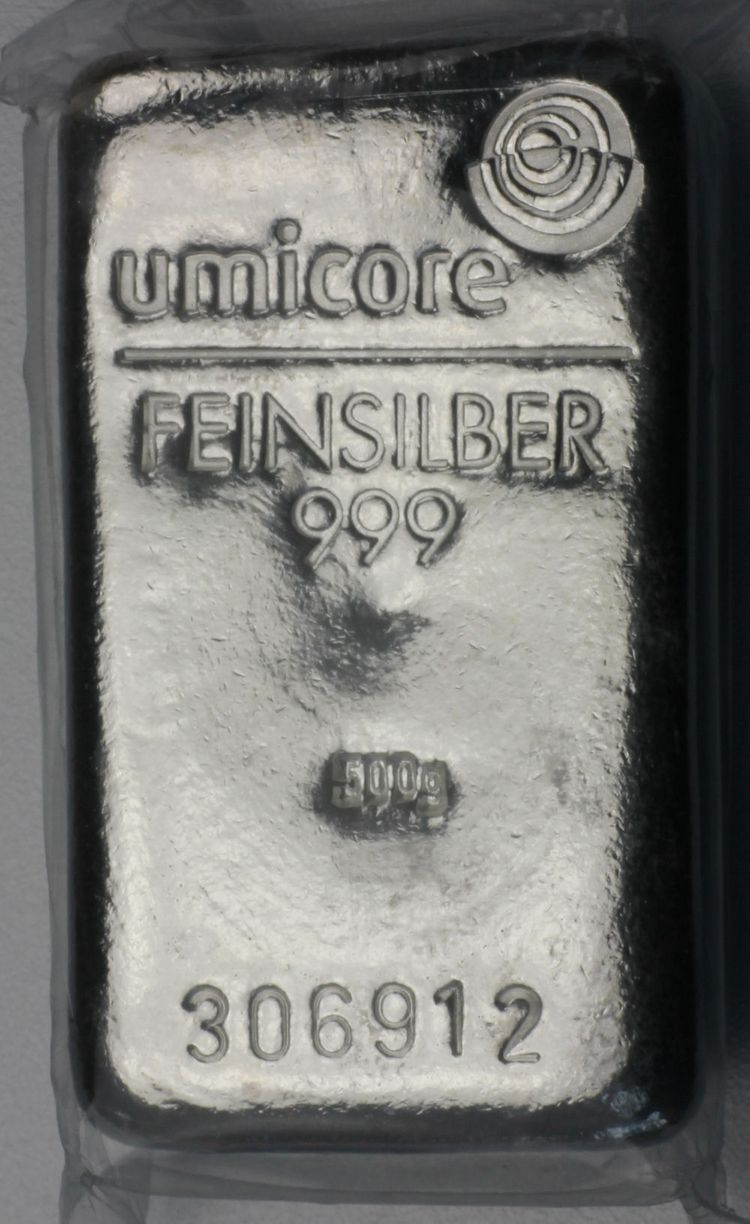 umicore
FEINSILBER
999
500g
306912